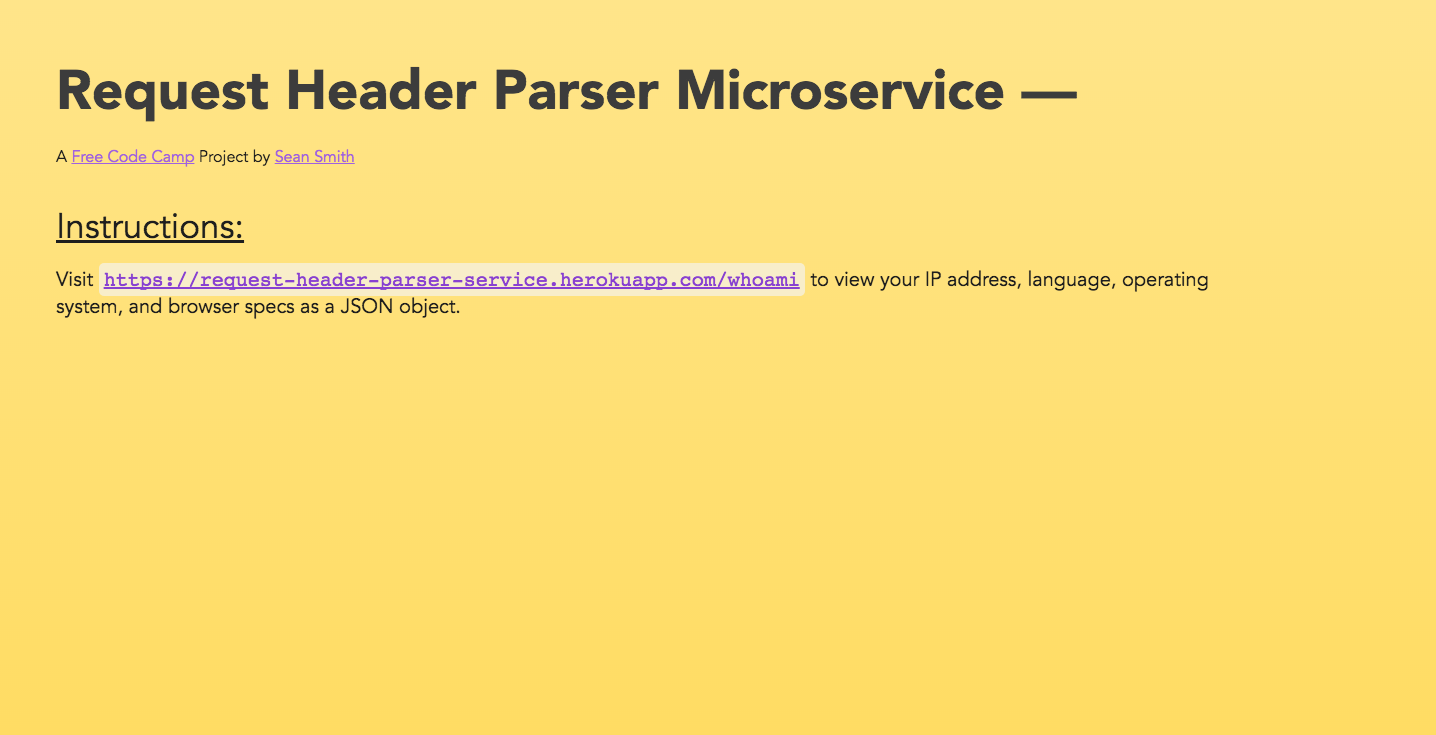 Request Header Parser Microservice —
A Free Code Camp Project by Sean Smith
Instructions:
Visit https://request-header-parser-service.herokuapp.com/whoami to view your IP address, language, operating
system, and browser specs as a JSON object.